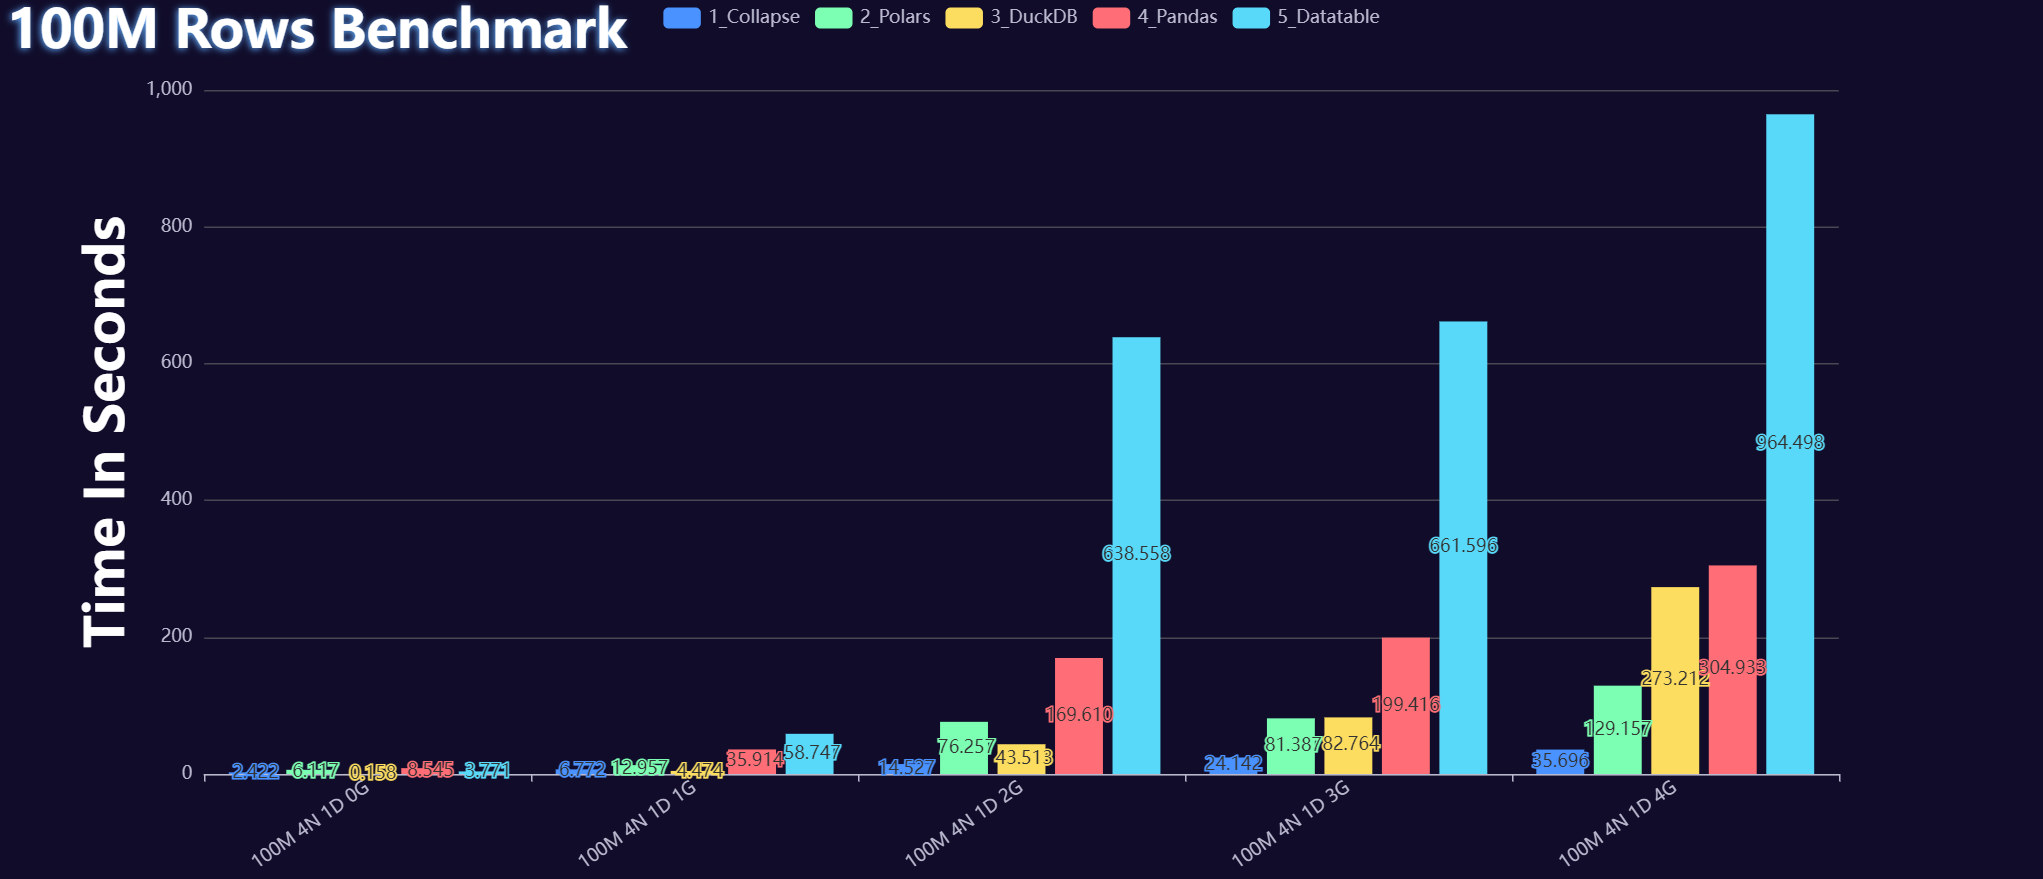 100M Rows Benchmark
1_Collapse 2_Polars 3_DuckDB 4_Pandas 5_Datatable
Time In Seconds
1,000
800
600
400
200
0
2.422 6.117 0.158 8.545 3.771
6.772 12.957 4.474 35.914 58.747
14.527 76.257 43.513 169.610 638.558
24.142 81.387 82.764 199.416 661.596
35.696 129.157 273.212 304.933 964.498
100M 4N 1D 0G
100M 4N 1D 1G
100M 4N 1D 2G
100M 4N 1D 3G
100M 4N 1D 4G